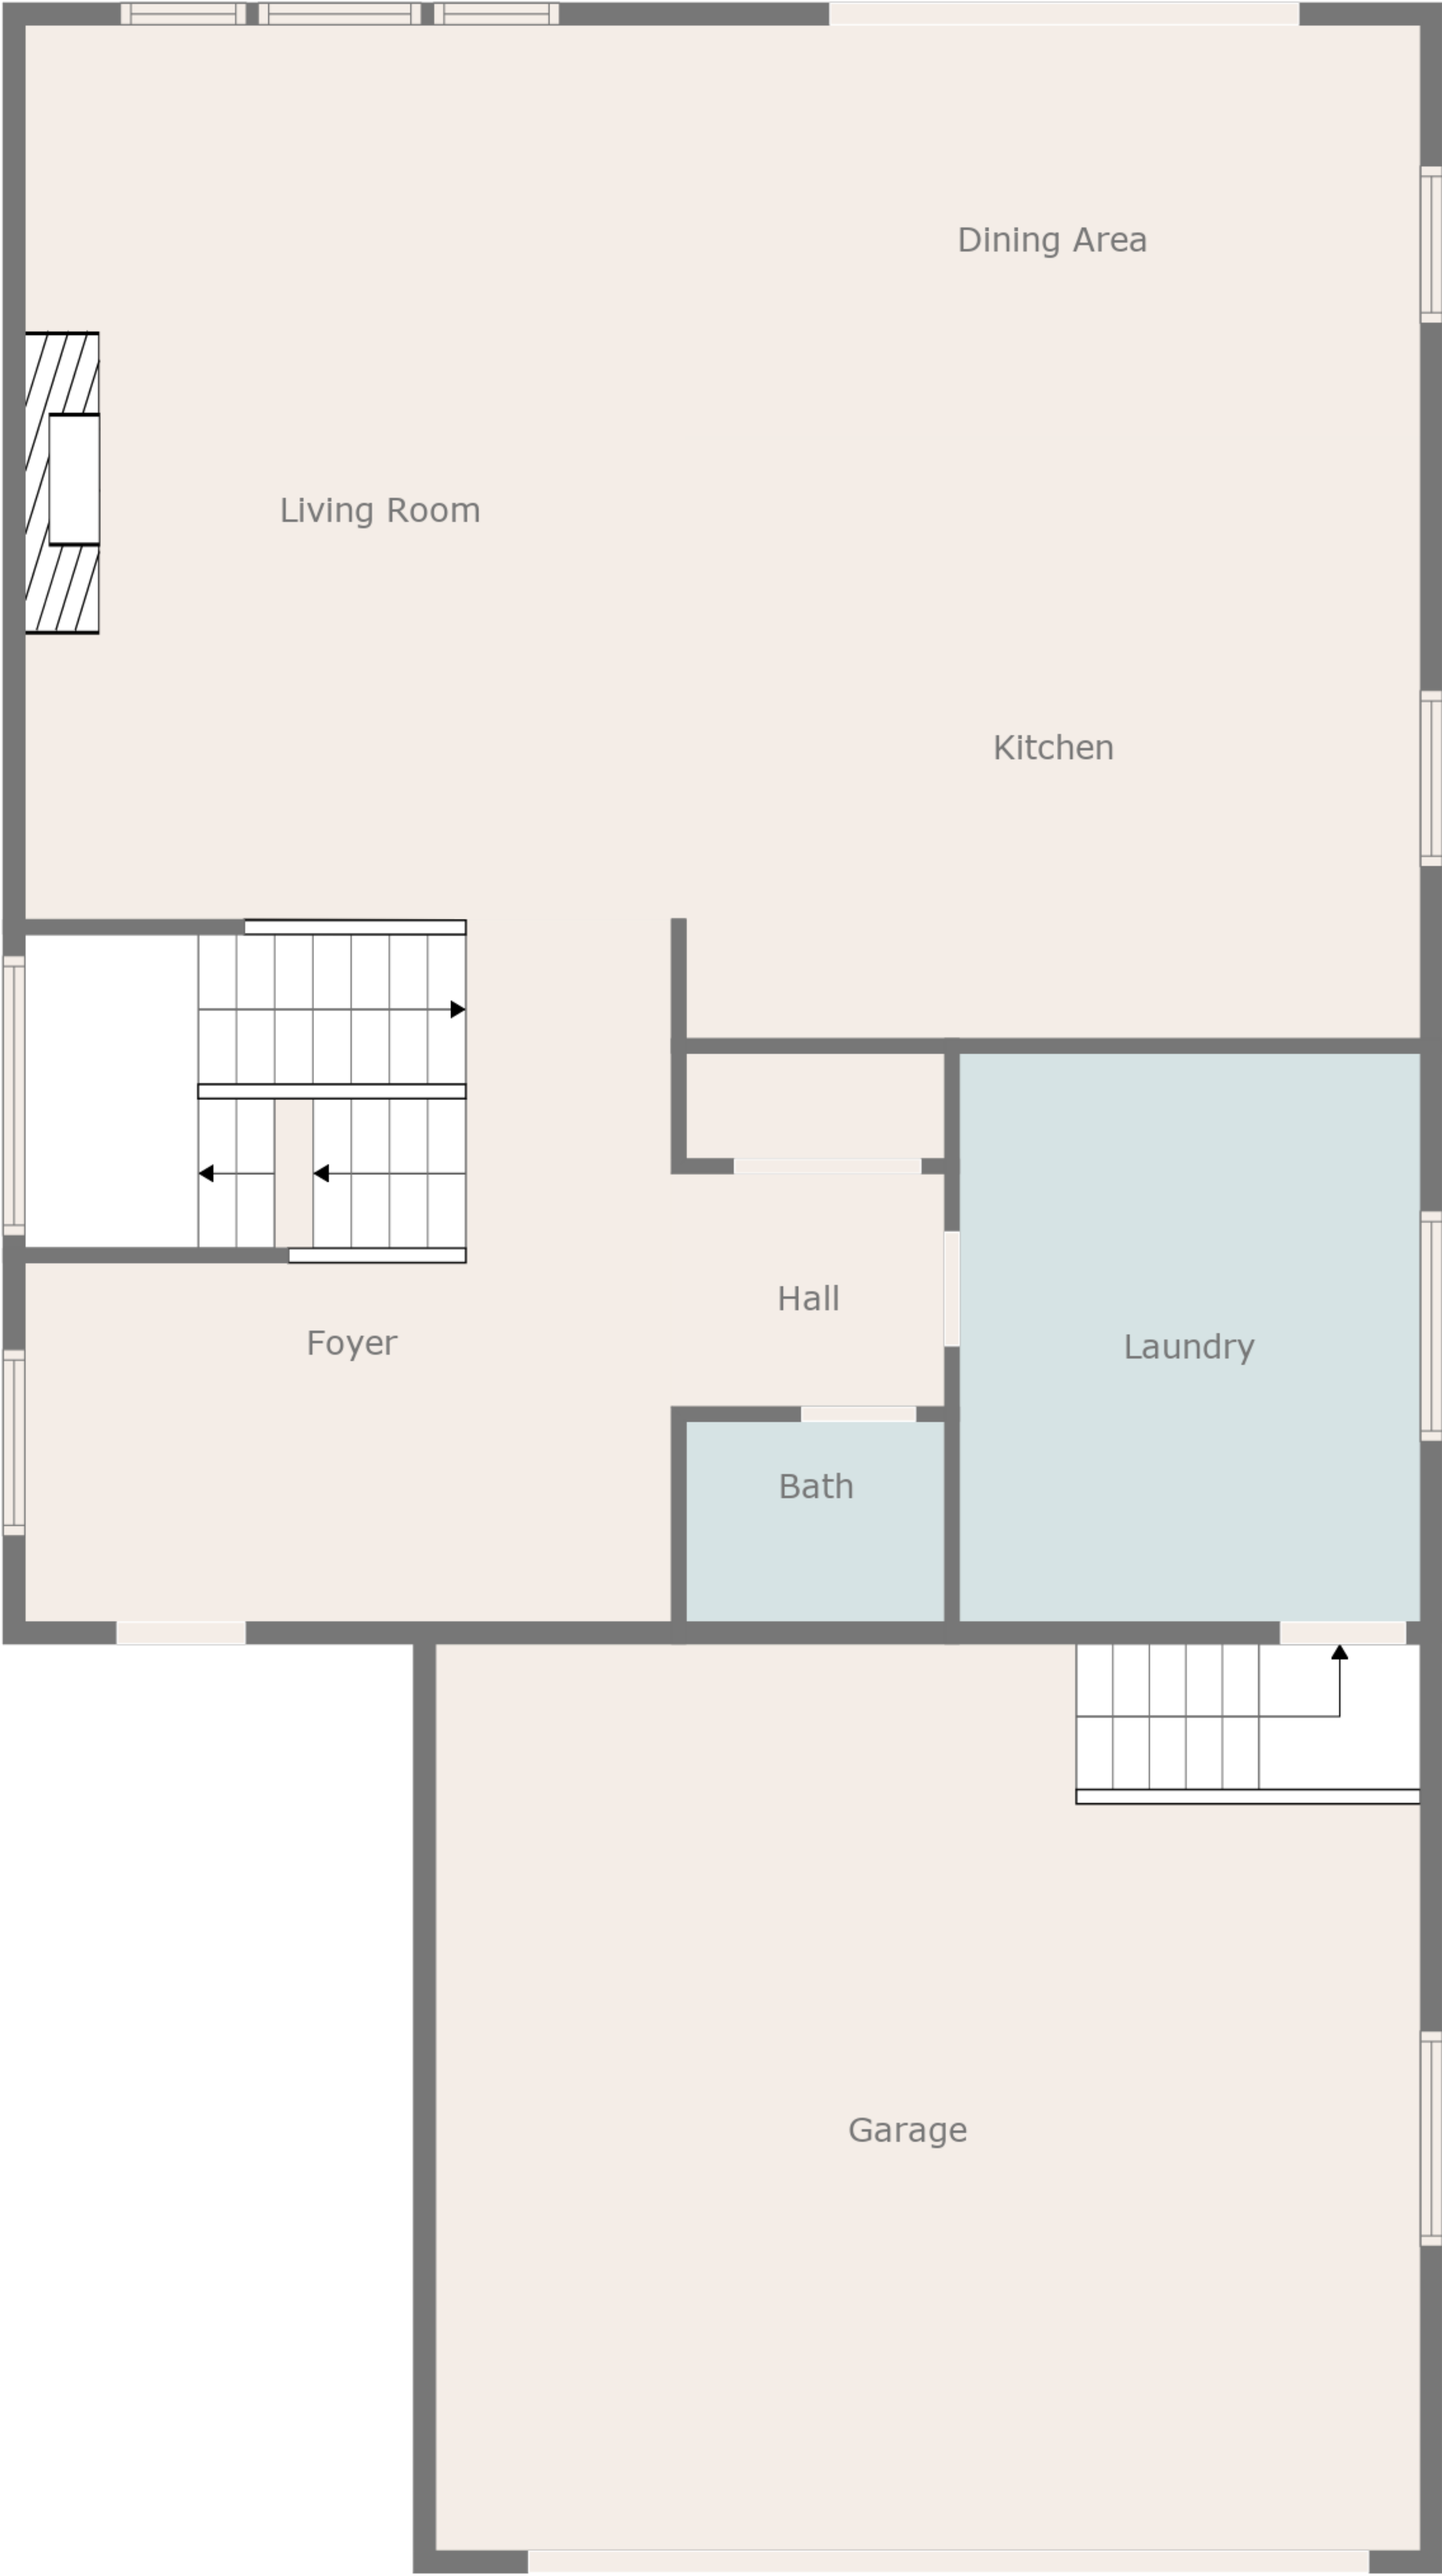 Dining Area
Living Room
Kitchen
Hall
Foyer
Laundry
Bath
Garage